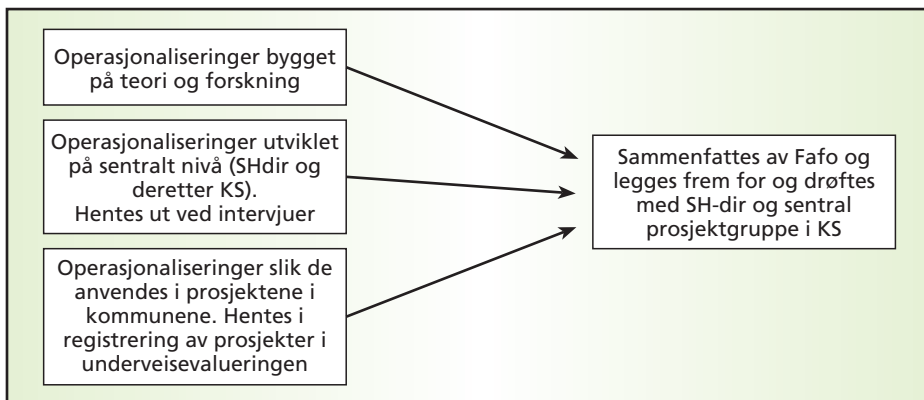 Operasjonaliseringer bygget
på teori og forskning
Operasjonaliseringer utviklet
på sentralt nivå (SHdir og
deretter KS).
Hentes ut ved intervjuer
Operasjonaliseringer slik de
anvendes i prosjektene i
kommunene. Hentes i
registrering av prosjekter i
underveisevalueringen
Sammenfattes av Fafo og
legges frem for og drøftes
med SH-dir og sentral
prosjektgruppe i KS